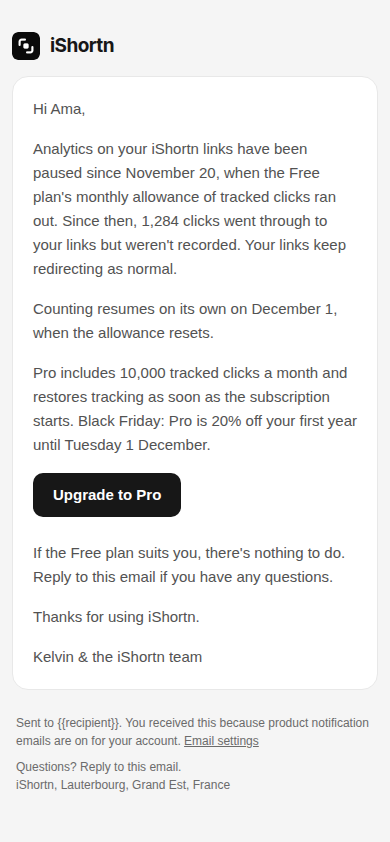 iShortn
Hi Ama,
Analytics on your iShortn links have been
paused since November 20, when the Free
plan's monthly allowance of tracked clicks ran
out. Since then, 1,284 clicks went through to
your links but weren't recorded. Your links keep
redirecting as normal.
Counting resumes on its own on December 1,
when the allowance resets.
Pro includes 10,000 tracked clicks a month and
restores tracking as soon as the subscription
starts. Black Friday: Pro is 20% off your first year
until Tuesday 1 December.
Upgrade to Pro
If the Free plan suits you, there's nothing to do.
Reply to this email if you have any questions.
Thanks for using iShortn.
Kelvin & the iShortn team
Sent to {{recipient}}. You received this because product notification
emails are on for your account. Email settings
Questions? Reply to this email.
iShortn, Lauterbourg, Grand Est, France